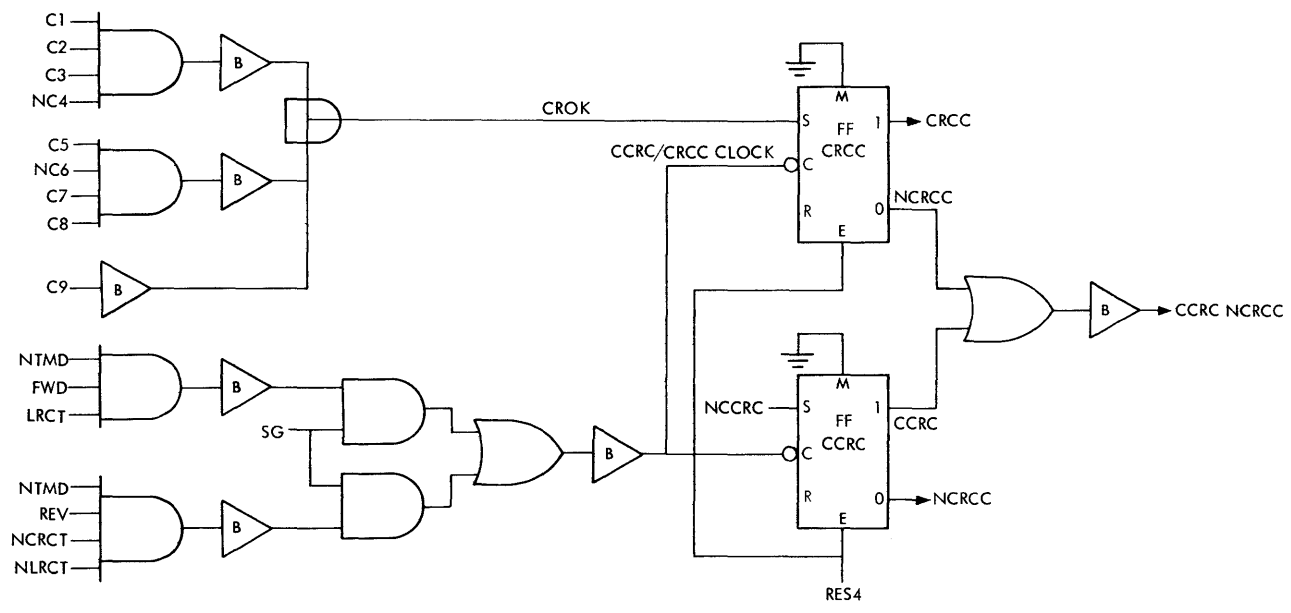 C1
C2
C3
NC4
B
C5
NC6
C7
C8
B
C9
B
CROK
CCRC/CRCC CLOCK
M
S
FF
1
CRCC
C
R
0
E
CRCC
NCRCC
NTMD
FWD
LRCT
B
SG
NTMD
REV
NCRCT
NLRCT
B
B
M
NCCRC
S
FF
1
CCRC
C
R
0
E
CCRC
NCRCC
RES4
B
CCRC NCRCC